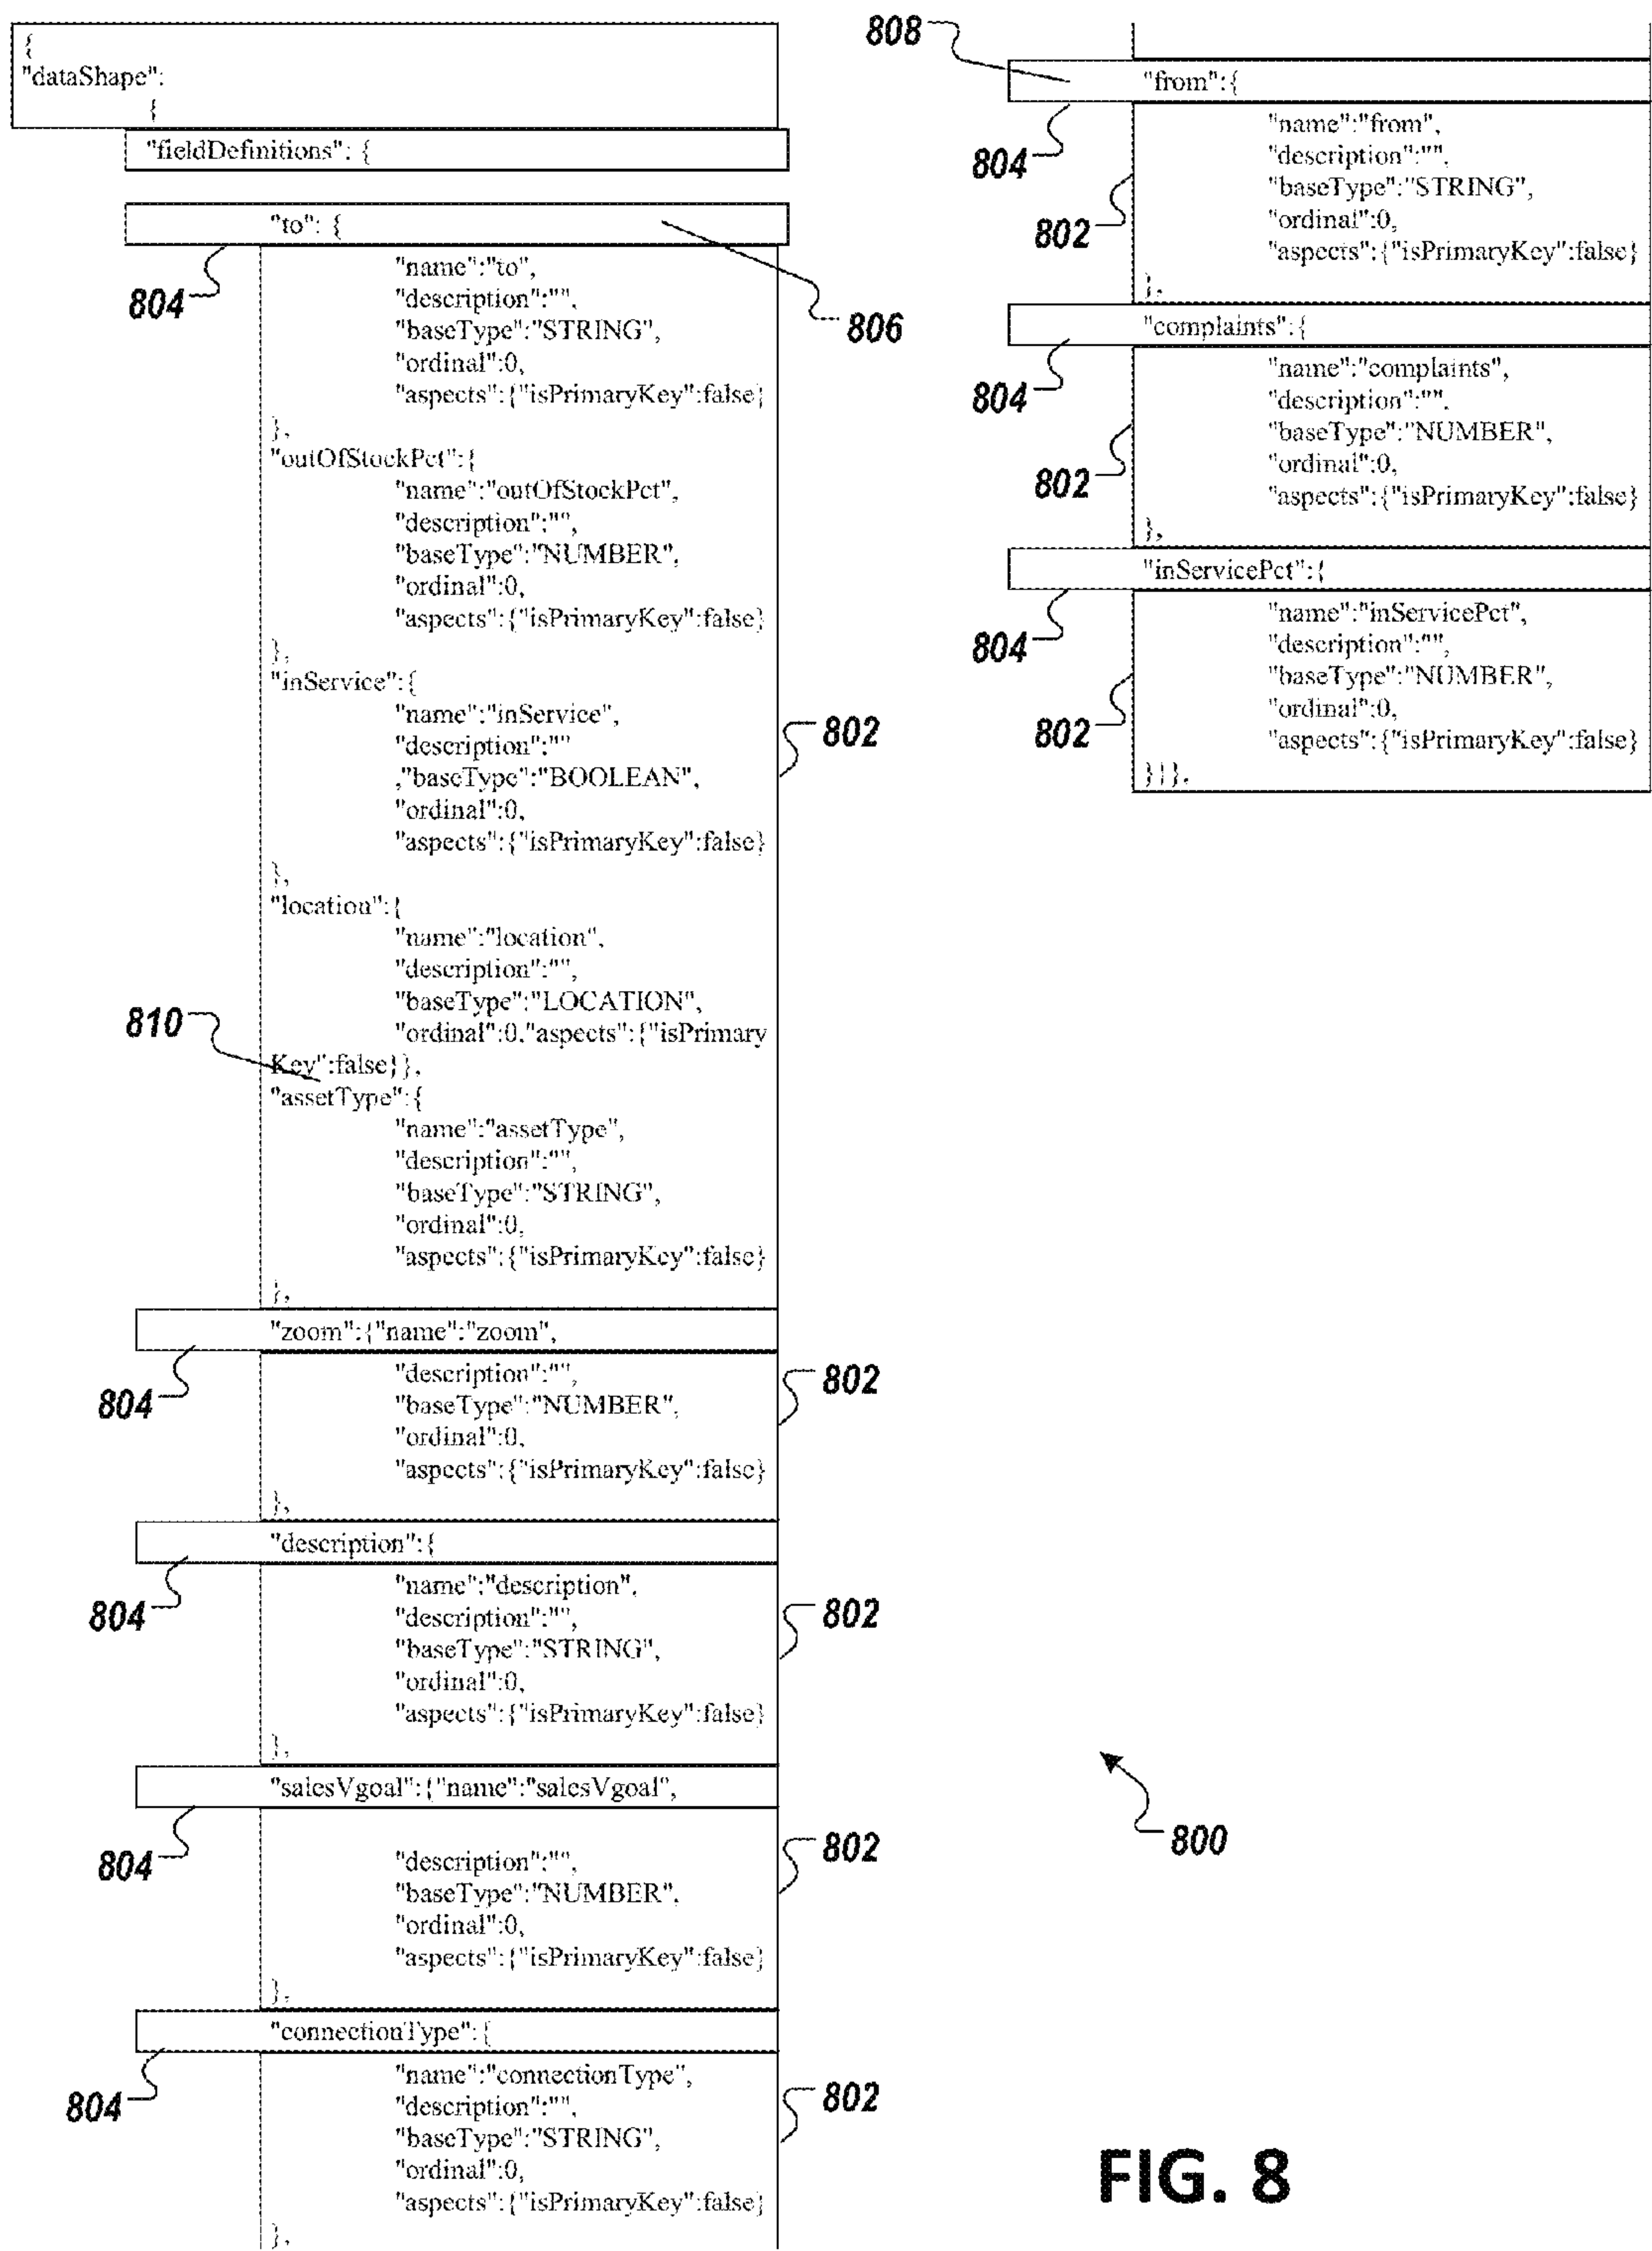 {
"dataShape":
{
"fieldDefinitions": {
"to": {
804
"name":"to",
"description":"",
"baseType":"STRING",
"ordinal":0,
"aspects":{"isPrimaryKey":false}
},
806
"outOfStockPct":{
"name":"outOfStockPct",
"description":"",
"baseType":"NUMBER",
"ordinal":0,
"aspects":{"isPrimaryKey":false}
},
"inService":{
"name":"inService",
"description":""
,"baseType":"BOOLEAN",
"ordinal":0,
"aspects":{"isPrimaryKey":false}
},
802
"location":{
"name":"location",
"description":"",
"baseType":"LOCATION",
"ordinal":0,"aspects":{"isPrimary
Key":false}},
810
"assetType":{
"name":"assetType",
"description":"",
"baseType":"STRING",
"ordinal":0,
"aspects":{"isPrimaryKey":false}
},
"zoom":{"name":"zoom",
804
"description":"",
"baseType":"NUMBER",
"ordinal":0,
"aspects":{"isPrimaryKey":false}
},
802
"description":{
804
"name":"description",
"description":"",
"baseType":"STRING",
"ordinal":0,
"aspects":{"isPrimaryKey":false}
},
802
"salesVgoal":{"name":"salesVgoal",
804
"description":"",
"baseType":"NUMBER",
"ordinal":0,
"aspects":{"isPrimaryKey":false}
},
802
"connectionType":{
804
"name":"connectionType",
"description":"",
"baseType":"STRING",
"ordinal":0,
"aspects":{"isPrimaryKey":false}
},
802
808
"from":{
804
"name":"from",
"description":"",
"baseType":"STRING",
"ordinal":0,
"aspects":{"isPrimaryKey":false}
},
802
"complaints":{
804
"name":"complaints",
"description":"",
"baseType":"NUMBER",
"ordinal":0,
"aspects":{"isPrimaryKey":false}
},
802
"inServicePct":{
804
"name":"inServicePct",
"description":"",
"baseType":"NUMBER",
"ordinal":0,
"aspects":{"isPrimaryKey":false}
}}},
802
800
FIG. 8